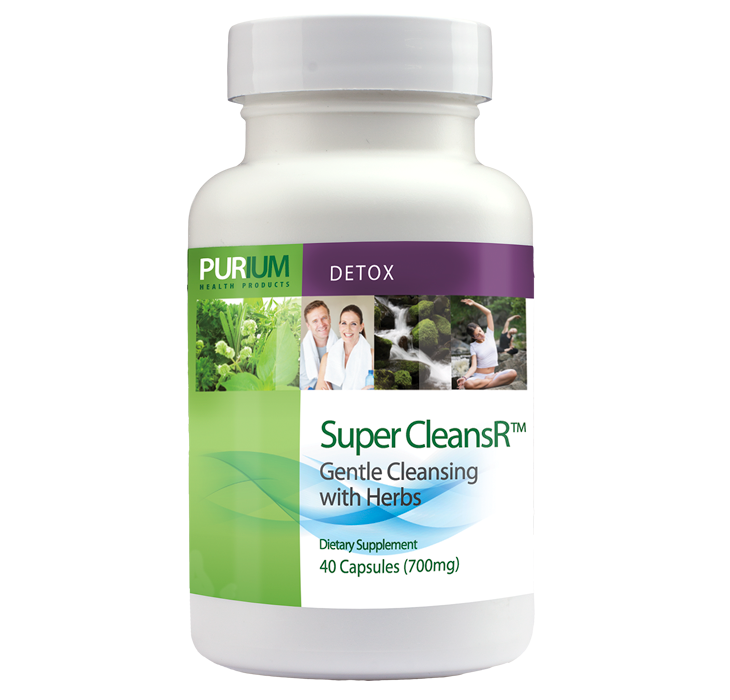 PURIUM
HEALTH PRODUCTS
DETOX
Super CleansR™
Gentle Cleansing
with Herbs
Dietary Supplement
40 Capsules (700mg)